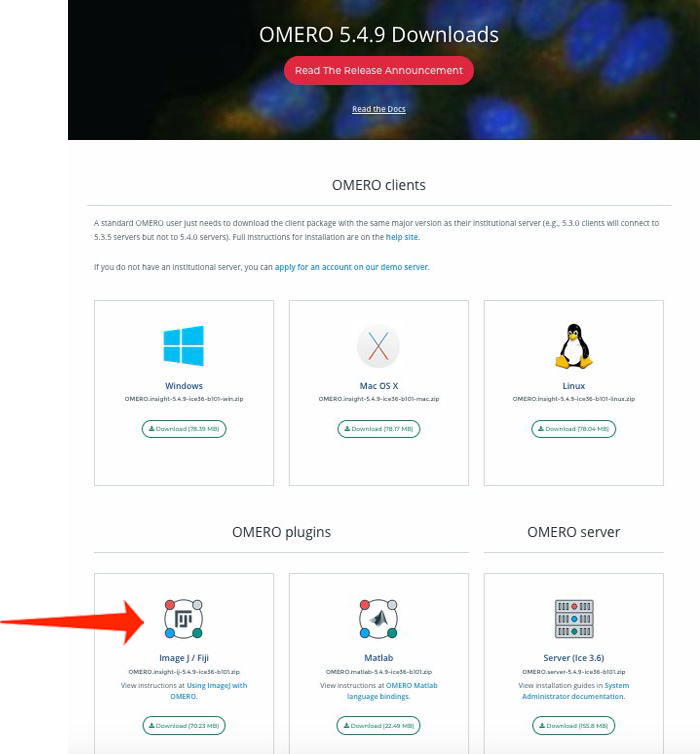 OMERO 5.4.9 Downloads
Read The Release Announcement
Read the Docs
OMERO clients
A standard OMERO user just needs to download the client package with the same major version as their institutional server (e.g., 5.3.0 clients will connect to
5.3.5 servers but not to 5.4.0 servers). Full instructions for installation are on the help site.
If you do not have an institutional server, you can apply for an account on our demo server.
Windows
OMERO.insight-5.4.9-ice36-b101-win.zip
Download (78.39 MB)
Mac OS X
OMERO.insight-5.4.9-ice36-b101-mac.zip
Download (78.17 MB)
Linux
OMERO.insight-5.4.9-ice36-b101-linux.zip
Download (78.04 MB)
OMERO plugins
OMERO server
Image J / Fiji
OMERO.insight-ij-5.4.9-ice36-b101.zip
View instructions at Using ImageJ with
OMERO.
Download (70.23 MB)
Matlab
OMERO.matlab-5.4.9-ice36-b101.zip
View instructions at OMERO Matlab
language bindings.
Download (22.49 MB)
Server (Ice 3.6)
OMERO.server-5.4.9-ice36-b101.zip
View installation guides in System
Administrator documentation.
Download (155.8 MB)